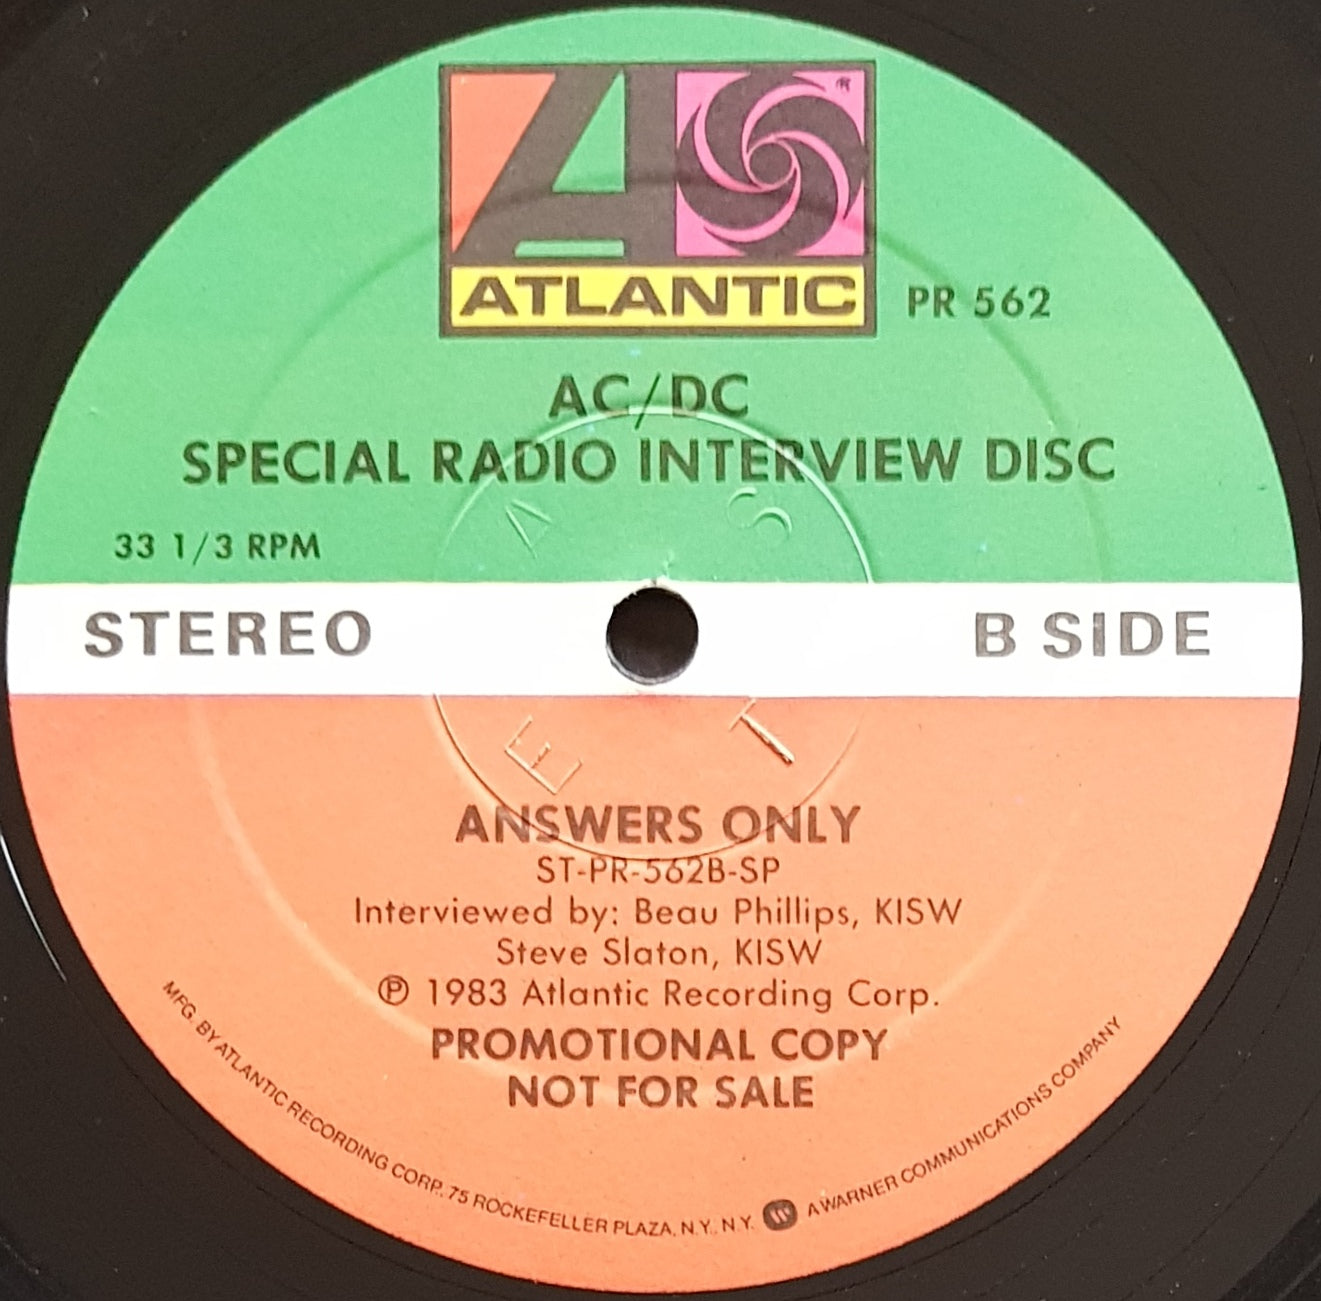 ATLANTIC
PR 562
AC/DC
SPECIAL RADIO INTERVIEW DISC
33 1/3 RPM
STEREO
B SIDE
EAST
ANSWERS ONLY
ST-PR-562B-SP
Interviewed by: Beau Phillips, KISW
Steve Slaton, KISW
℗ 1983 Atlantic Recording Corp.
PROMOTIONAL COPY
NOT FOR SALE
MFG. BY ATLANTIC RECORDING CORP., 75 ROCKEFELLER PLAZA, N.Y., N.Y. A WARNER COMMUNICATIONS COMPANY